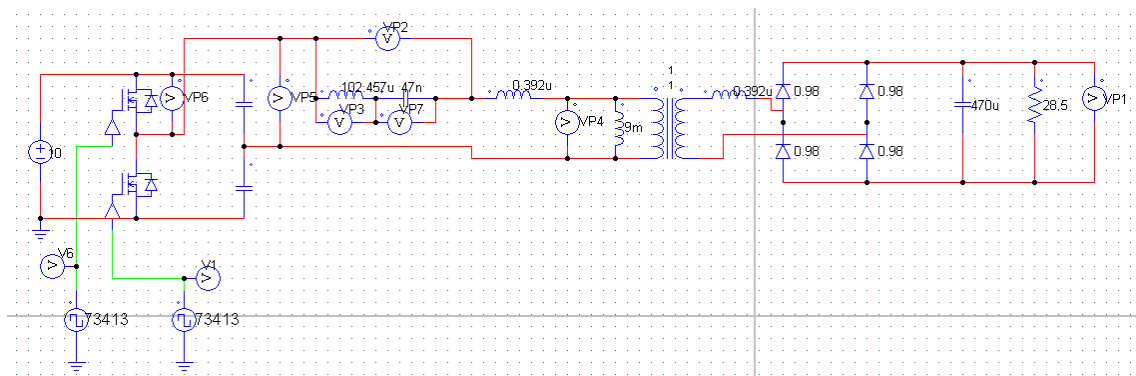 VP2
1
1
102.457u 47n
0.392u
0.392u
0.98
0.98
VP6
VP5
VP3
VP7
VP4
9m
470u
28.5
VP1
10
0.98
0.98
V6
V1
73413
73413